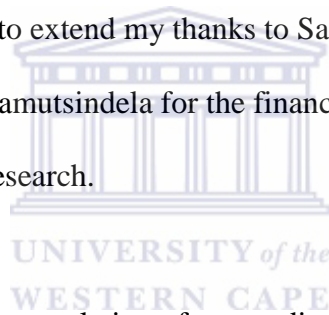 to extend my thanks to Sa
amutsindela for the financ
esearch.
UNIVERSITY of the
WESTERN CAPE